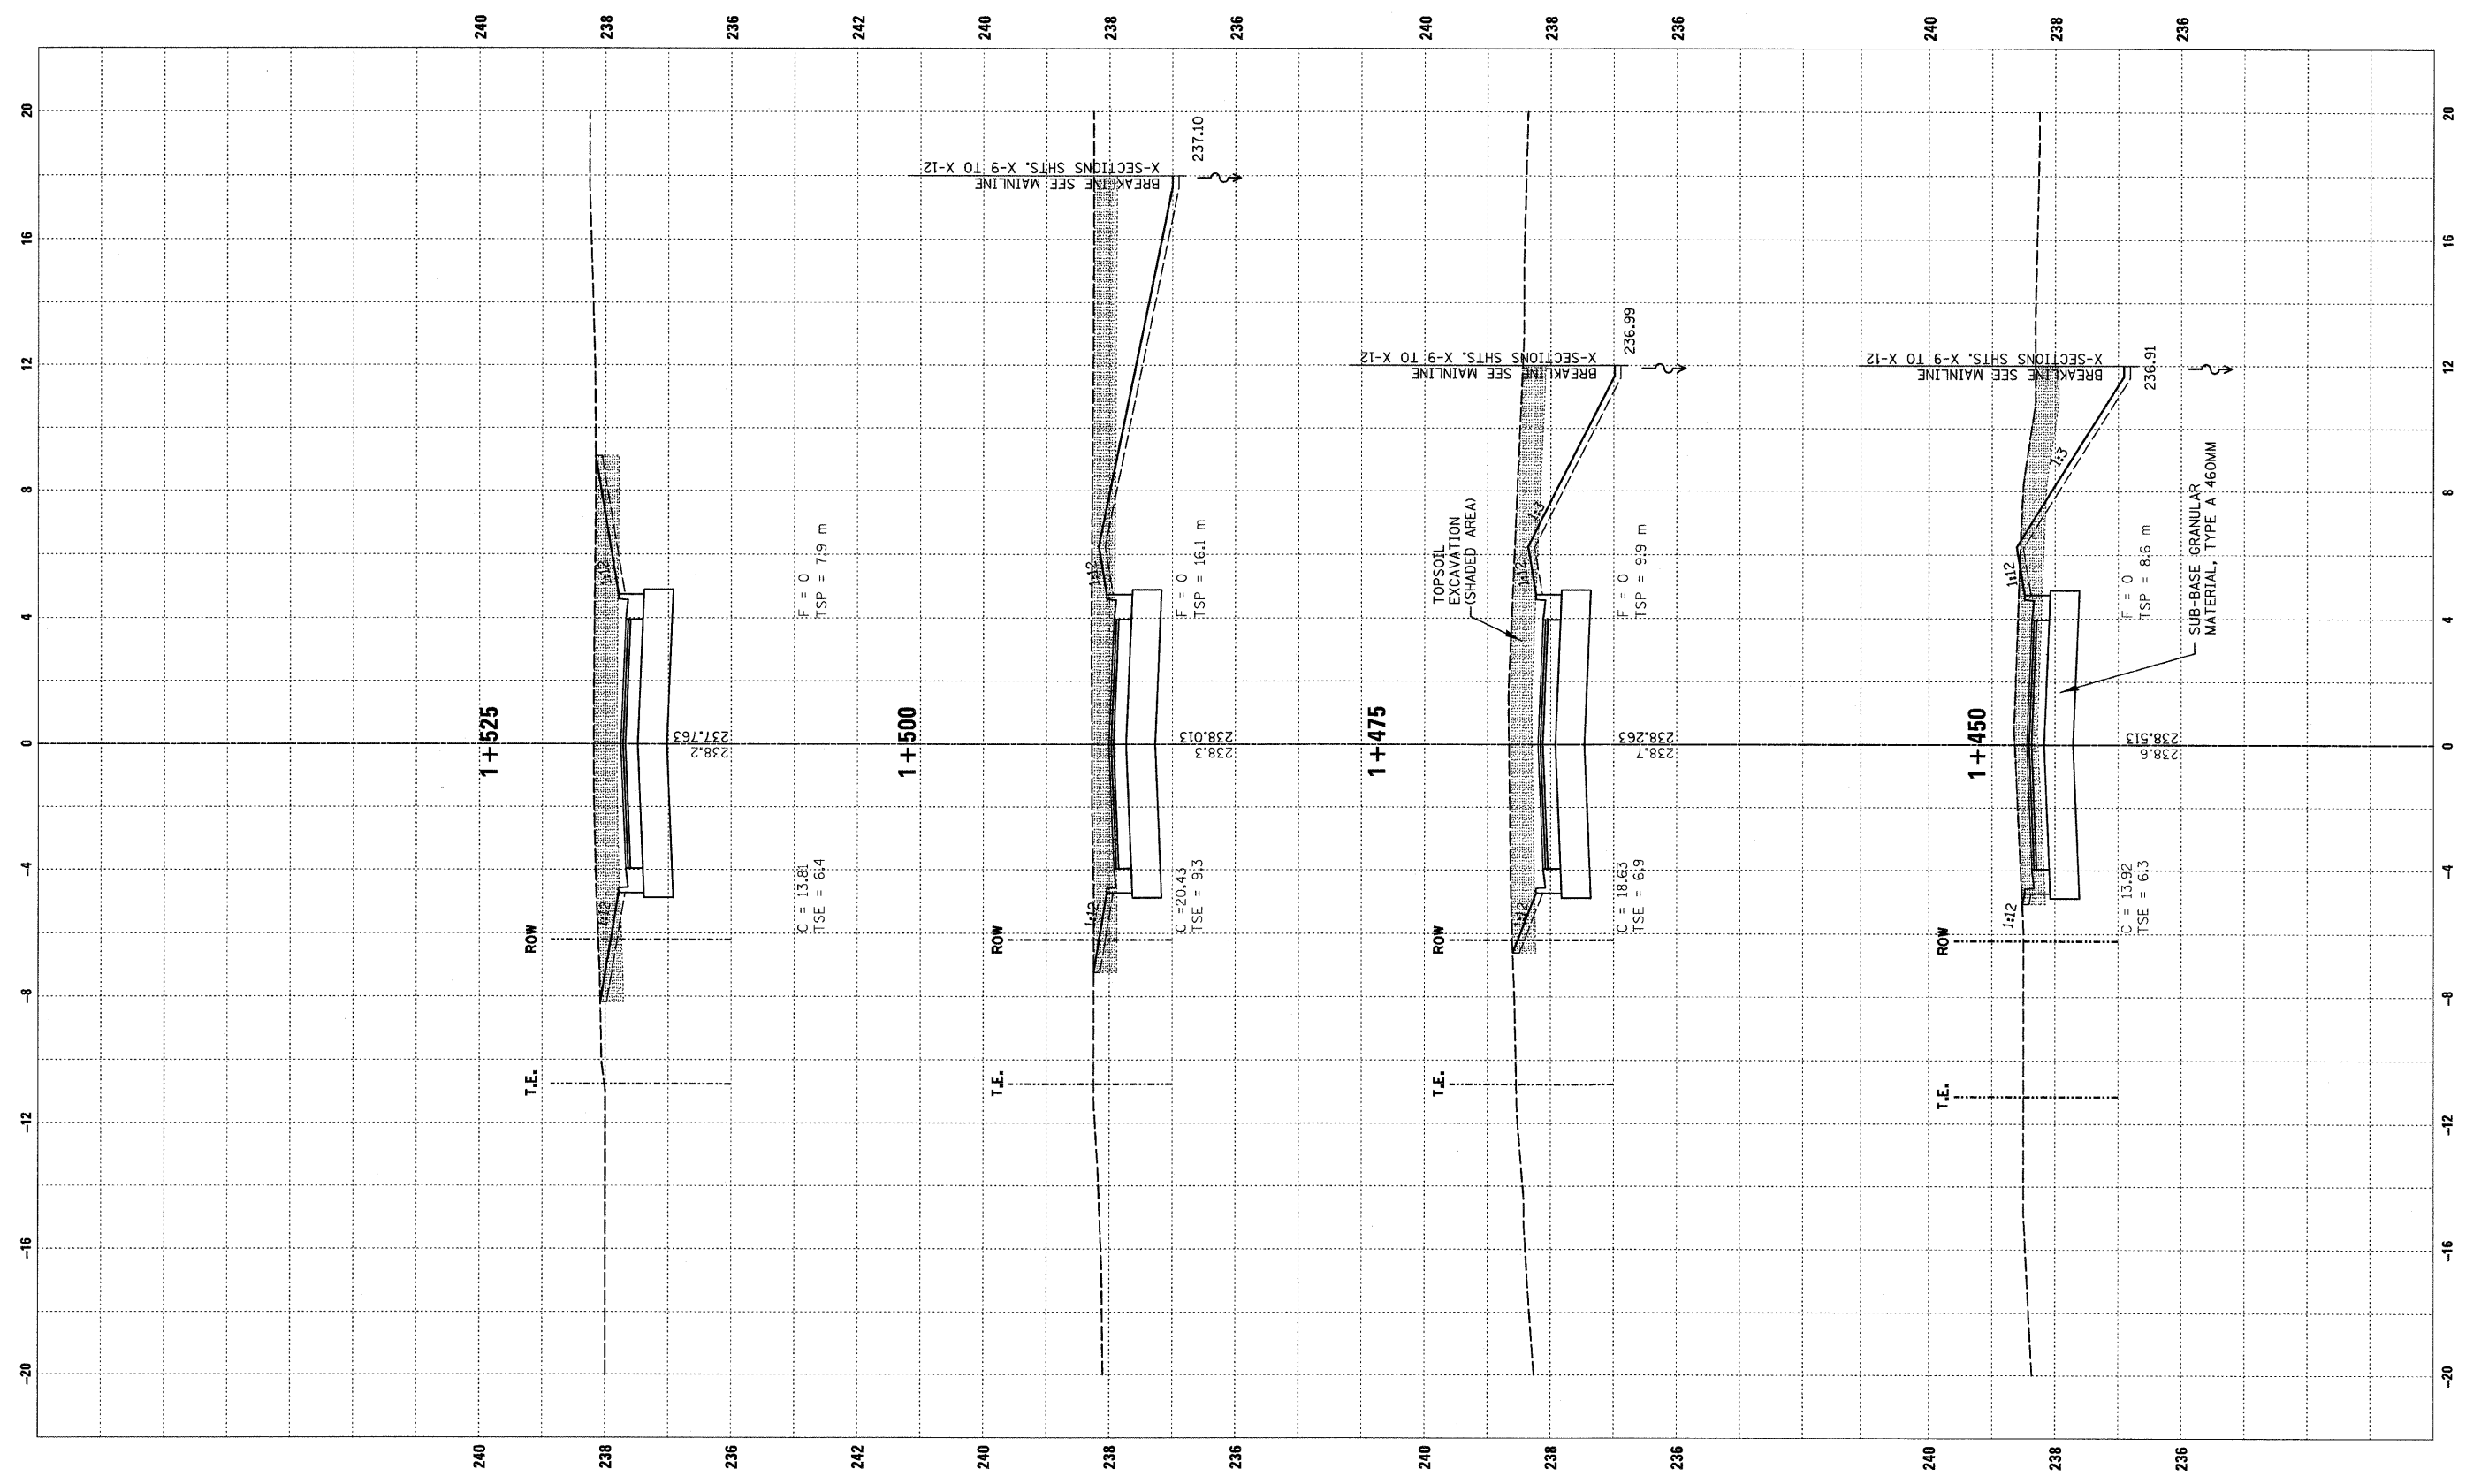 240
238
236
242
240
238
236
240
238
236
240
238
236
20
16
12
8
4
0
-4
-8
-12
-16
-20
1+525
237.763
238.2
F = 0
TSP = 7.9 m
C = 13.81
TSE = 6.4
1:12
1:12
ROW
T.E.
1+500
238.013
238.3
BREAKLINE SEE MAINLINE
X-SECTIONS SHTS. X-9 TO X-12
237.10
F = 0
TSP = 16.1 m
C =20.43
TSE = 9.3
1:12
1:12
ROW
T.E.
1+475
238.263
238.7
BREAKLINE SEE MAINLINE
X-SECTIONS SHTS. X-9 TO X-12
236.99
TOPSOIL
EXCAVATION
(SHADED AREA)
F = 0
TSP = 9.9 m
C = 18.63
TSE = 6.9
1:3
1:12
1:12
ROW
T.E.
1+450
238.513
238.6
BREAKLINE SEE MAINLINE
X-SECTIONS SHTS. X-9 TO X-12
236.91
SUB-BASE GRANULAR
MATERIAL, TYPE A 460MM
F = 0
TSP = 8.6 m
C = 13.92
TSE = 6.3
1:3
1:12
1:12
ROW
T.E.
20
16
12
8
4
0
-4
-8
-12
-16
-20
240
238
236
242
240
238
236
240
238
236
240
238
236